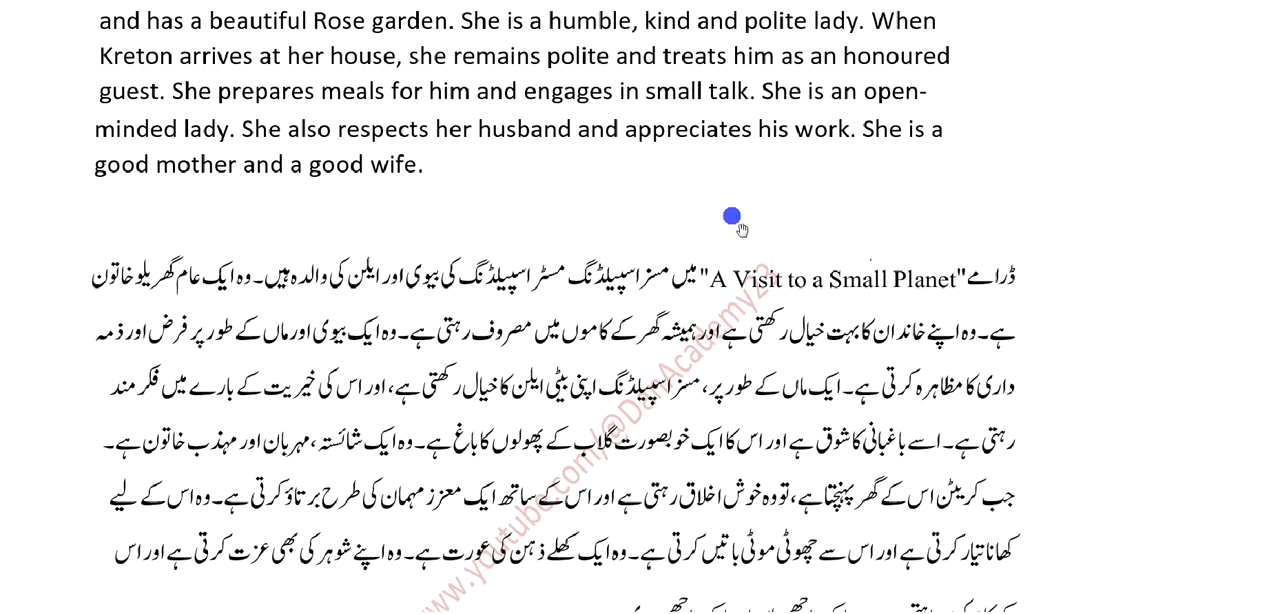 and has a beautiful Rose garden. She is a humble, kind and polite lady. When
Kreton arrives at her house, she remains polite and treats him as an honoured
guest. She prepares meals for him and engages in small talk. She is an open-
minded lady. She also respects her husband and appreciates his work. She is a
good mother and a good wife.
ڈرامے "A Visit to a Small Planet" میں مسز اسپیلڈنگ مسٹر اسپیلڈنگ کی بیوی اور ایلن کی والدہ ہیں۔ وہ ایک عام گھریلو خاتون
ہے۔ وہ اپنے خاندان کا بہت خیال رکھتی ہے اور ہمیشہ گھر کے کاموں میں مصروف رہتی ہے۔ وہ ایک بیوی اور ماں کے طور پر فرض اور ذمہ
داری کا مظاہرہ کرتی ہے۔ ایک ماں کے طور پر، مسز اسپیلڈنگ اپنی بیٹی ایلن کا خیال رکھتی ہے، اور اس کی خیریت کے بارے میں فکر مند
رہتی ہے۔ اسے باغبانی کا شوق ہے اور اس کا ایک خوبصورت گلاب کے پھولوں کا باغ ہے۔ وہ ایک شائستہ، مہربان اور مہذب خاتون ہے۔
جب کریٹن اس کے گھر پہنچتا ہے، تو وہ خوش اخلاق رہتی ہے اور اس کے ساتھ ایک معزز مہمان کی طرح برتاؤ کرتی ہے۔ وہ اس کے لیے
کھانا تیار کرتی ہے اور اس سے چھوٹی موٹی باتیں کرتی ہے۔ وہ ایک کھلے ذہن کی عورت ہے۔ وہ اپنے شوہر کی بھی عزت کرتی ہے اور اس
www.youtube.com/@DanAcademy23